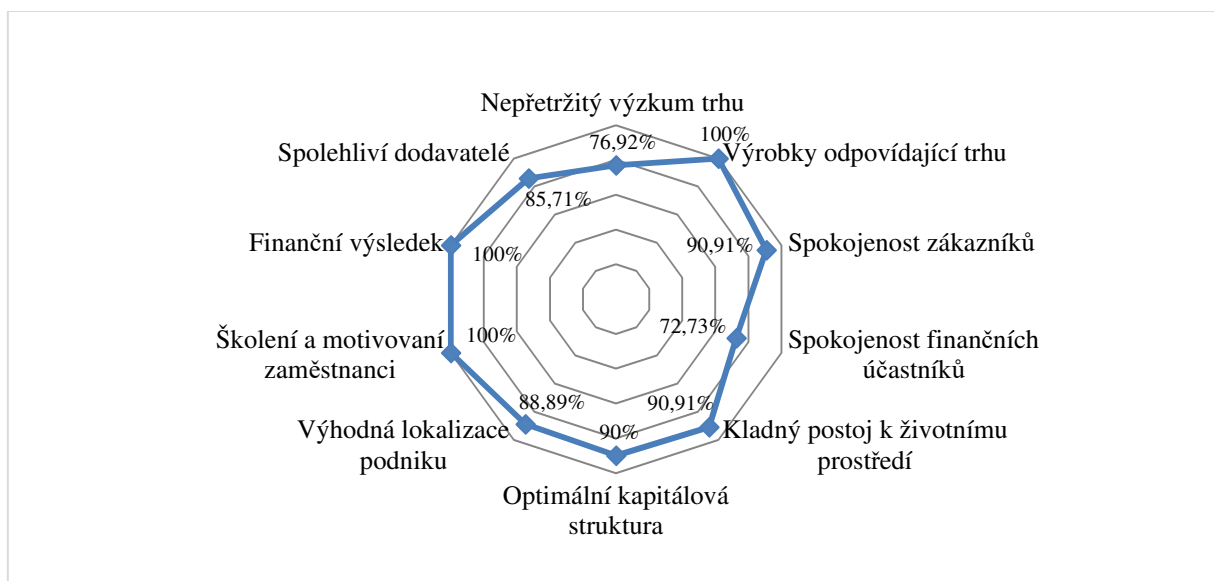 Nepřetržitý výzkum trhu
76,92%
100%
Výrobky odpovídající trhu
90,91%
Spokojenost zákazníků
72,73%
Spokojenost finančních
účastníků
90,91%
Kladný postoj k životnímu
prostředí
90%
Optimální kapitálová
struktura
88,89%
Výhodná lokalizace
podniku
100%
Školení a motivovaní
zaměstnanci
100%
Finanční výsledek
85,71%
Spolehliví dodavatelé